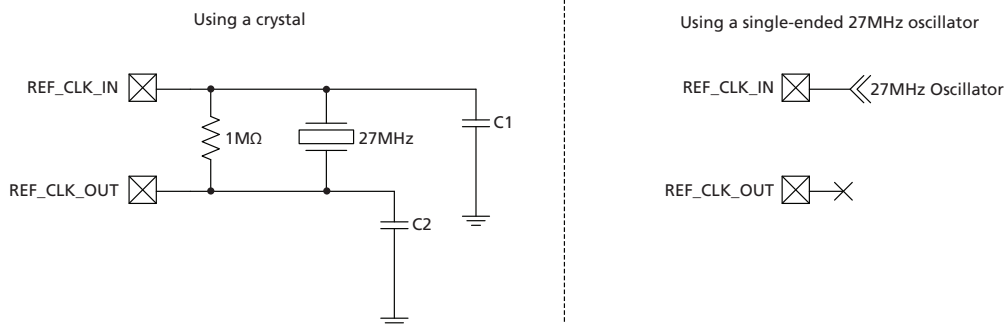 Using a crystal
REF_CLK_IN
1MΩ
27MHz
C1
REF_CLK_OUT
C2
Using a single-ended 27MHz oscillator
REF_CLK_IN
27MHz Oscillator
REF_CLK_OUT